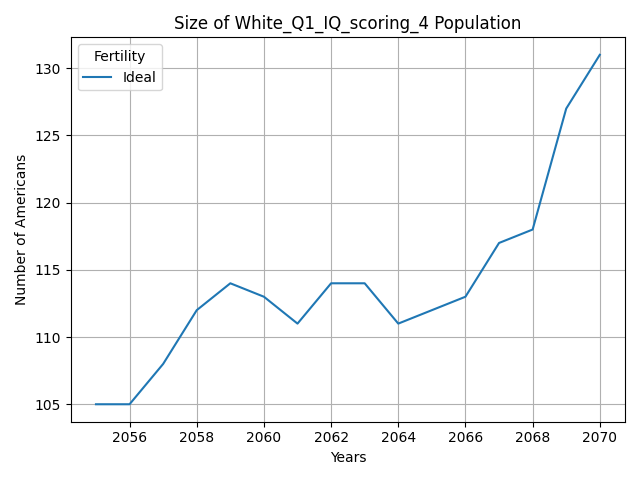 Size of White_Q1_IQ_scoring_4 Population
Fertility
Ideal
Number of Americans
130
125
120
115
110
105
2056 2058 2060 2062 2064 2066 2068 2070
Years